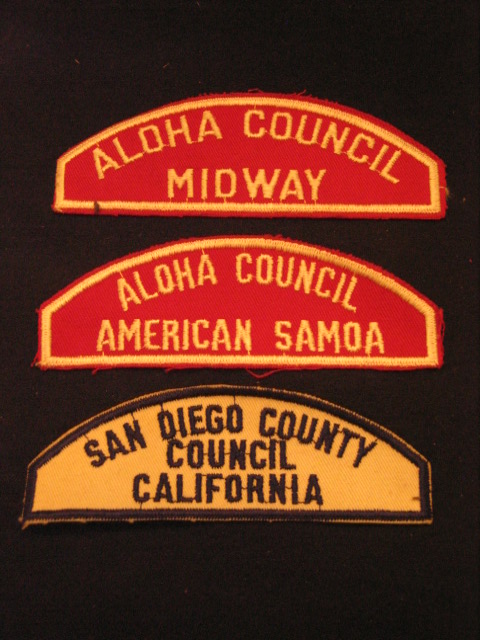 ALOHA COUNCIL
MIDWAY
ALOHA COUNCIL
AMERICAN SAMOA
SAN DIEGO COUNTY
COUNCIL
CALIFORNIA